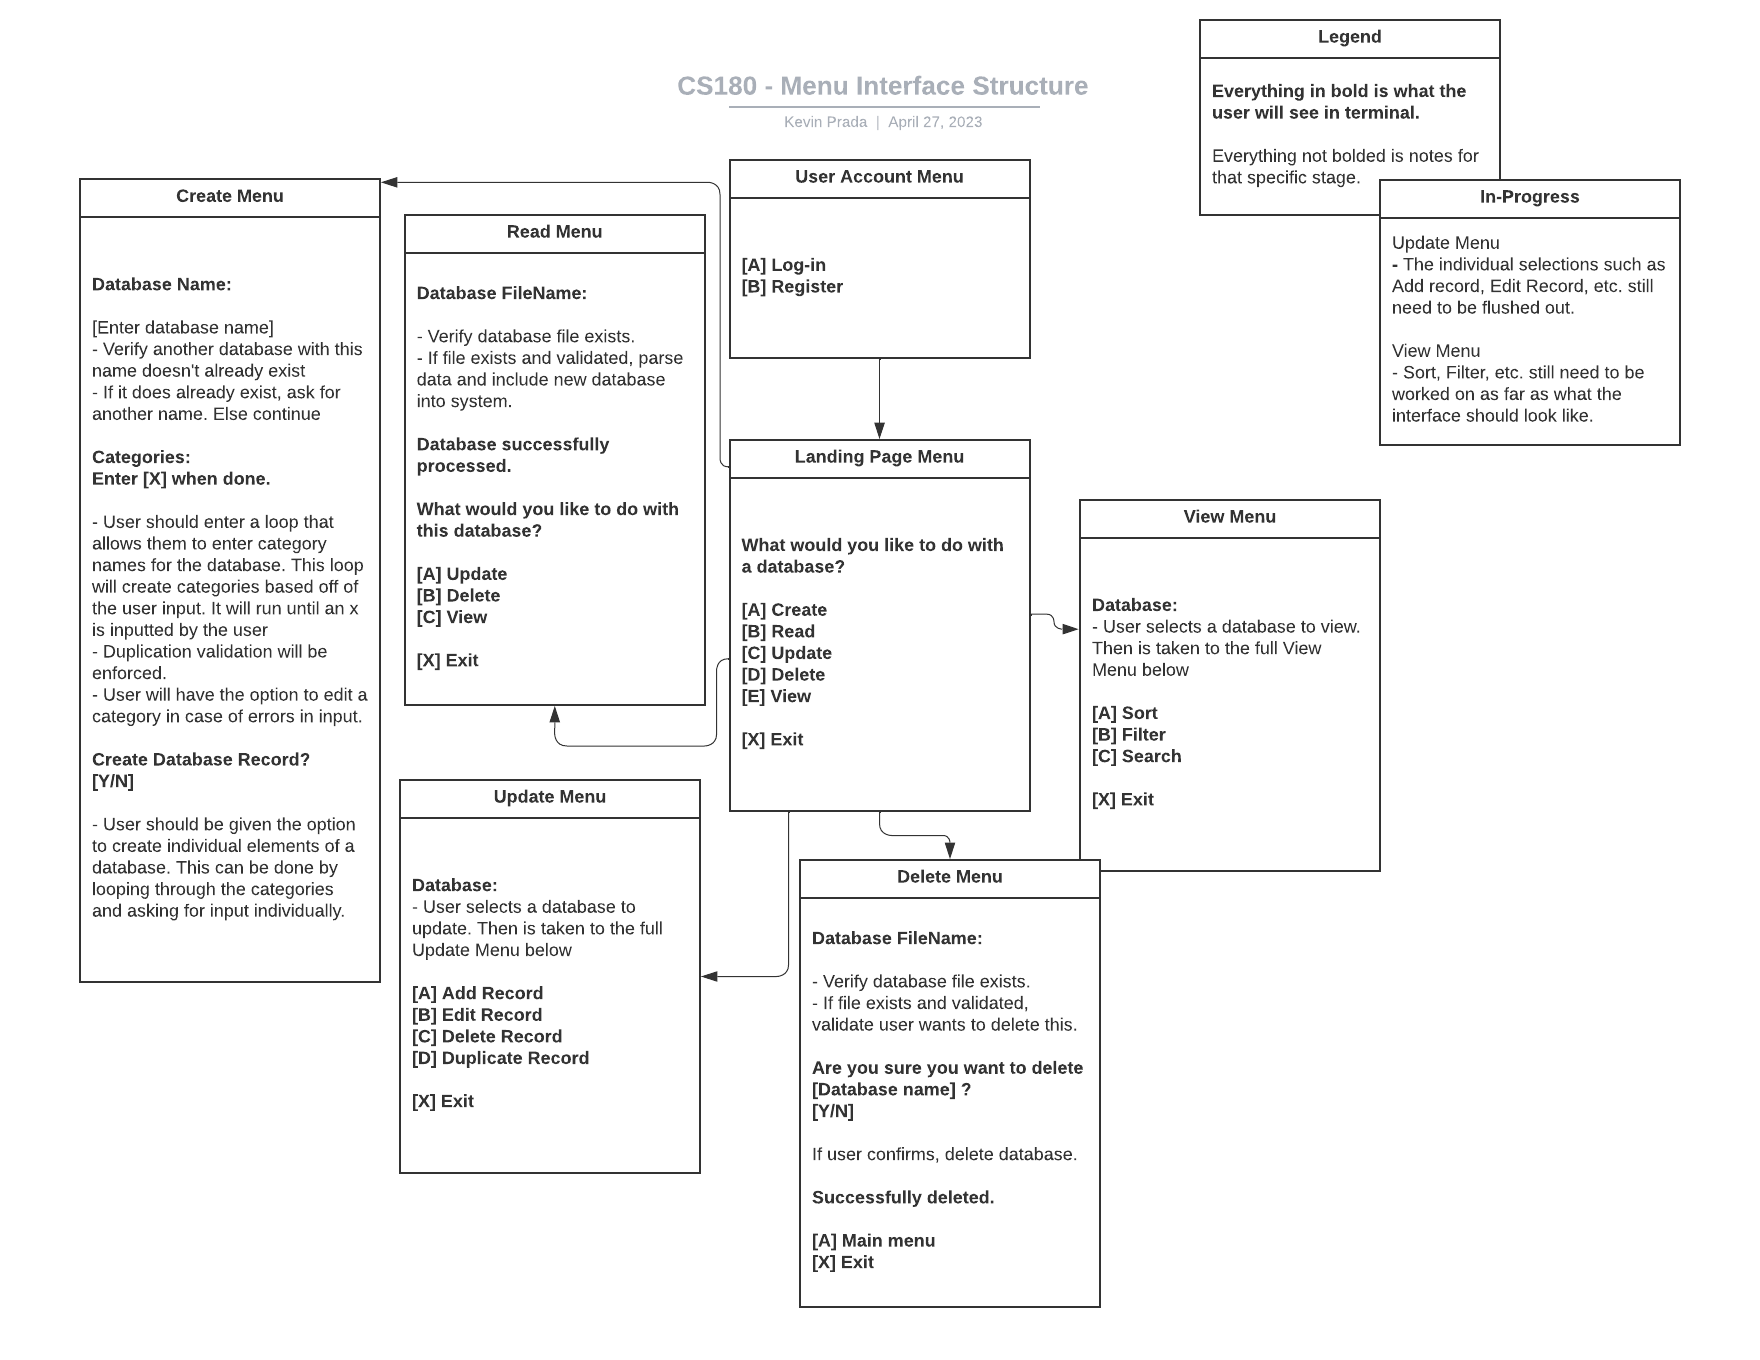 CS180 - Menu Interface Structure
Kevin Prada | April 27, 2023
Legend
Everything in bold is what the
user will see in terminal.
Everything not bolded is notes for
that specific stage.
In-Progress
Update Menu
- The individual selections such as
Add record, Edit Record, etc. still
need to be flushed out.
View Menu
- Sort, Filter, etc. still need to be
worked on as far as what the
interface should look like.
User Account Menu
[A] Log-in
[B] Register
Create Menu
Database Name:
[Enter database name]
- Verify another database with this
name doesn't already exist
- If it does already exist, ask for
another name. Else continue
Categories:
Enter [X] when done.
- User should enter a loop that
allows them to enter category
names for the database. This loop
will create categories based off of
the user input. It will run until an x
is inputted by the user
- Duplication validation will be
enforced.
- User will have the option to edit a
category in case of errors in input.
Create Database Record?
[Y/N]
- User should be given the option
to create individual elements of a
database. This can be done by
looping through the categories
and asking for input individually.
Read Menu
Database FileName:
- Verify database file exists.
- If file exists and validated, parse
data and include new database
into system.
Database successfully
processed.
What would you like to do with
this database?
[A] Update
[B] Delete
[C] View
[X] Exit
Landing Page Menu
What would you like to do with
a database?
[A] Create
[B] Read
[C] Update
[D] Delete
[E] View
[X] Exit
View Menu
Database:
- User selects a database to view.
Then is taken to the full View
Menu below
[A] Sort
[B] Filter
[C] Search
[X] Exit
Update Menu
Database:
- User selects a database to
update. Then is taken to the full
Update Menu below
[A] Add Record
[B] Edit Record
[C] Delete Record
[D] Duplicate Record
[X] Exit
Delete Menu
Database FileName:
- Verify database file exists.
- If file exists and validated,
validate user wants to delete this.
Are you sure you want to delete
[Database name] ?
[Y/N]
If user confirms, delete database.
Successfully deleted.
[A] Main menu
[X] Exit